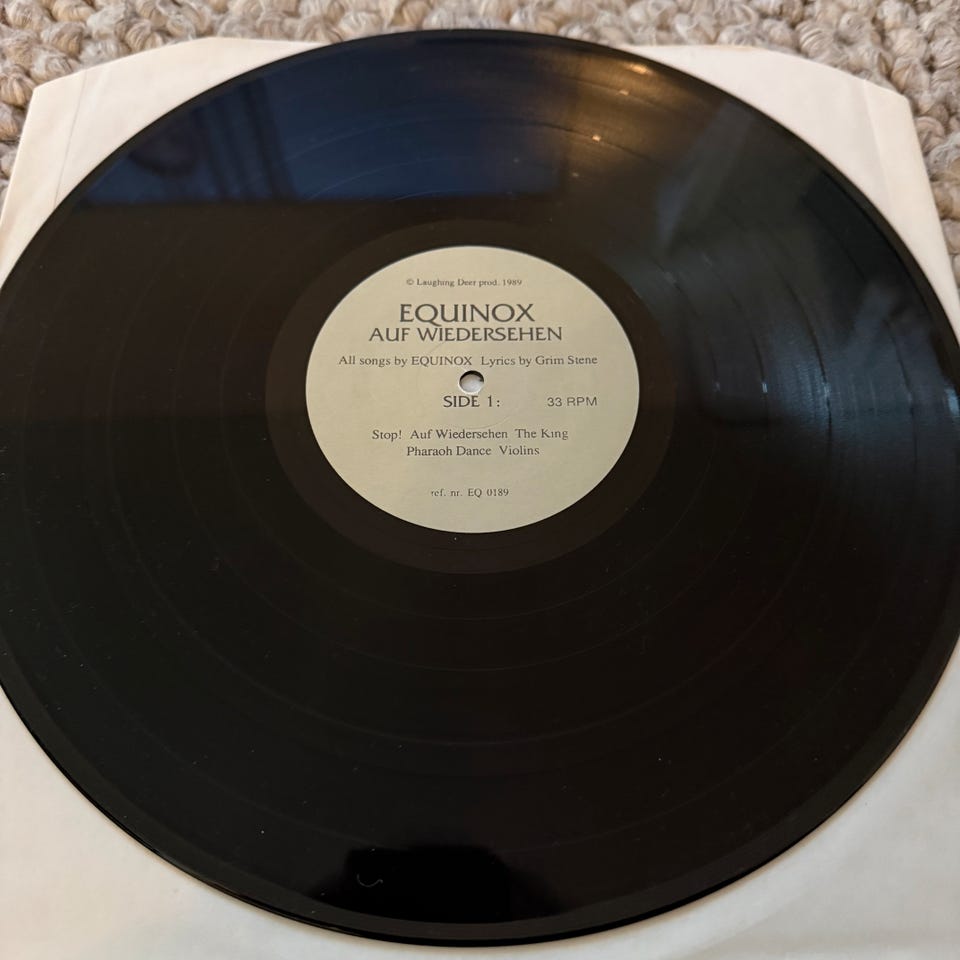 © Laughing Deer prod. 1989
EQUINOX
AUF WIEDERSEHEN
All songs by EQUINOX Lyrics by Grim Stene
SIDE 1: 33 RPM
Stop! Auf Wiedersehen The King
Pharaoh Dance Violins
ref. nr. EQ 0189